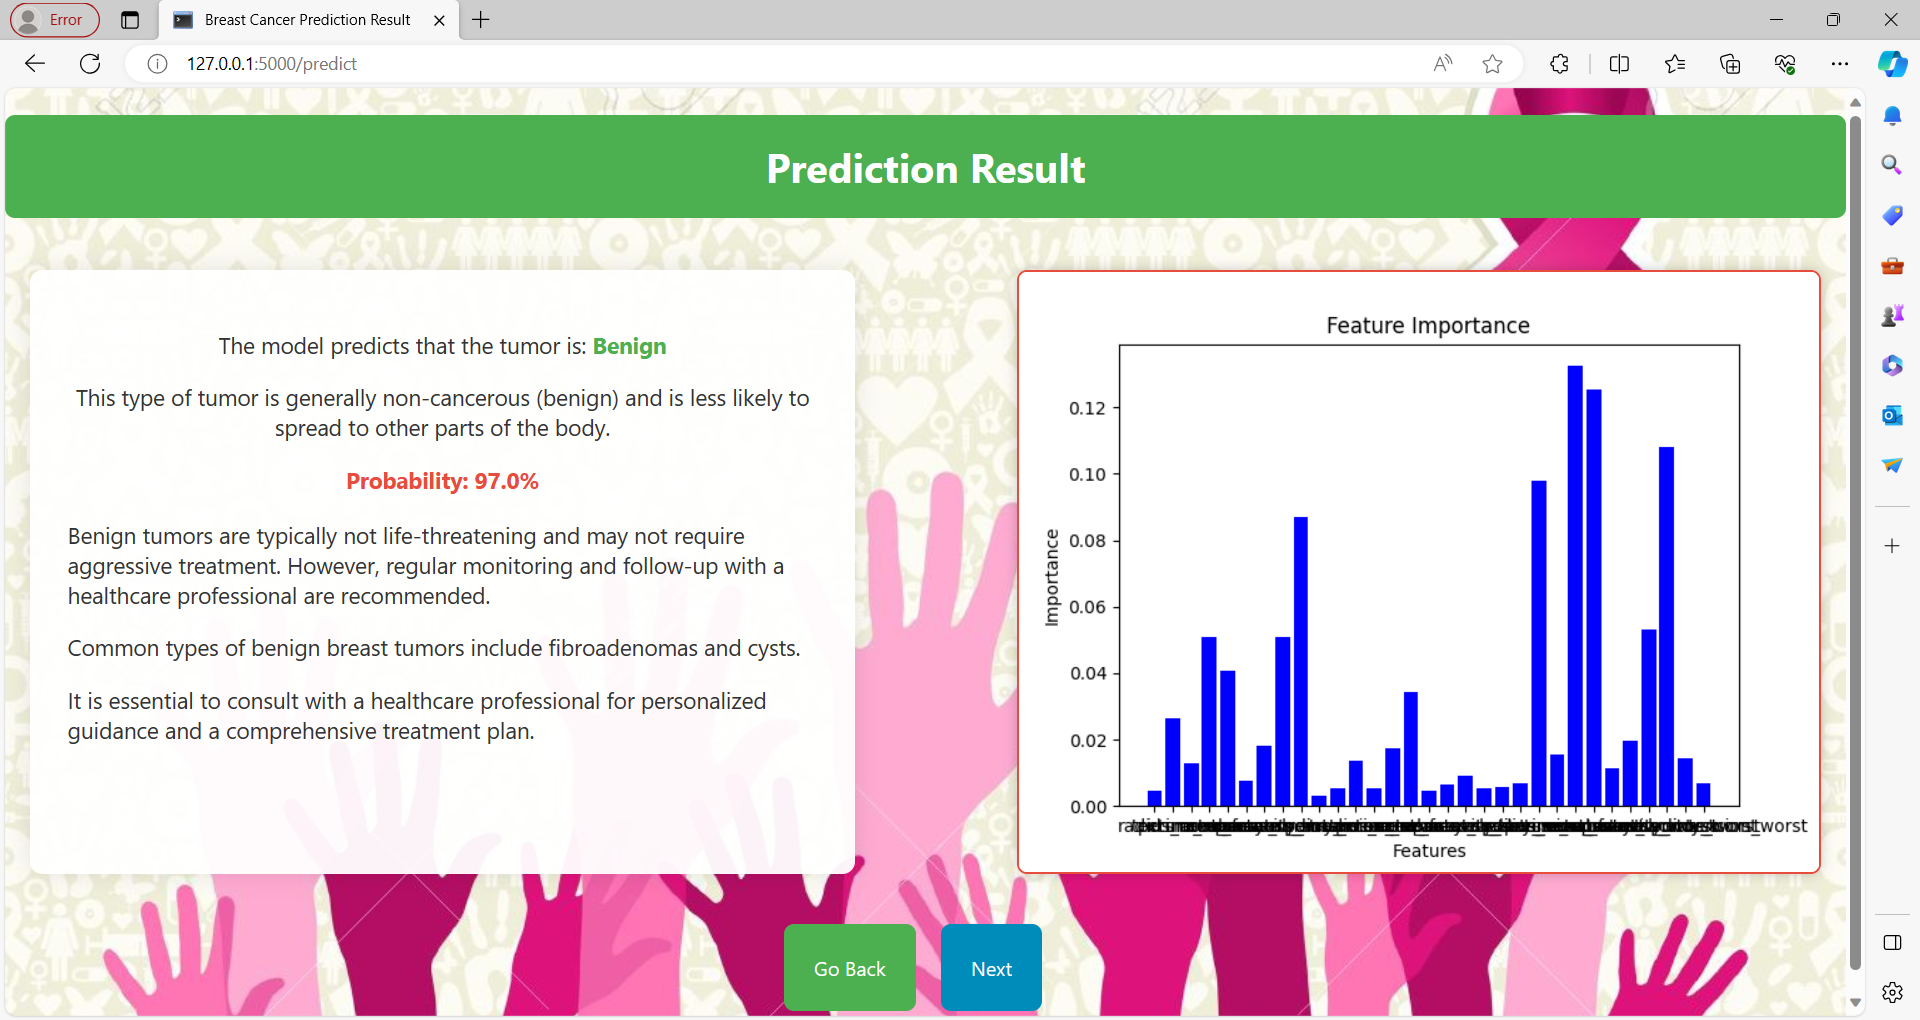 Error
Breast Cancer Prediction Result
127.0.0.1:5000/predict
Prediction Result
The model predicts that the tumor is: Benign
This type of tumor is generally non-cancerous (benign) and is less likely to
spread to other parts of the body.
Probability: 97.0%
Benign tumors are typically not life-threatening and may not require
aggressive treatment. However, regular monitoring and follow-up with a
healthcare professional are recommended.
Common types of benign breast tumors include fibroadenomas and cysts.
It is essential to consult with a healthcare professional for personalized
guidance and a comprehensive treatment plan.
Feature Importance
Importance
0.12
0.10
0.08
0.06
0.04
0.02
0.00
Features
Go Back
Next